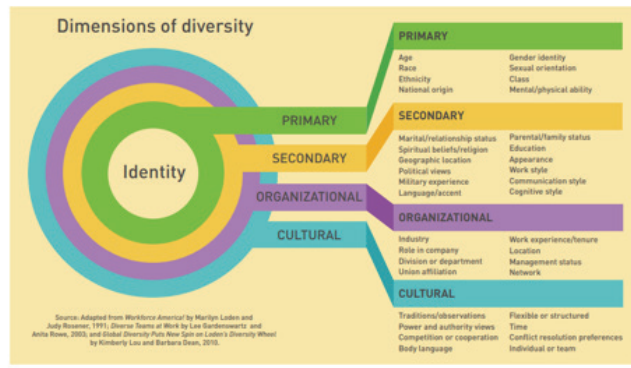 Dimensions of diversity
Identity
PRIMARY
SECONDARY
ORGANIZATIONAL
CULTURAL
PRIMARY
Age
Race
Ethnicity
National origin
Gender identity
Sexual orientation
Class
Mental/physical ability
SECONDARY
Marital/relationship status
Spiritual beliefs/religion
Geographic location
Political views
Military experience
Language/accent
Parental/family status
Education
Appearance
Work style
Communication style
Cognitive style
ORGANIZATIONAL
Industry
Role in company
Division or department
Union affiliation
Work experience/tenure
Location
Management status
Network
CULTURAL
Traditions/observations
Power and authority views
Competition or cooperation
Body language
Flexible or structured
Time
Conflict resolution preferences
Individual or team
Source: Adapted from Workforce America! by Marilyn Loden and
Judy Rosener, 1991; Diverse Teams at Work by Lee Gardenswartz and
Anita Rowe, 2003; and Global Diversity Puts New Spin on Loden's Diversity Wheel
by Kimberly Lou and Barbara Dean, 2010.